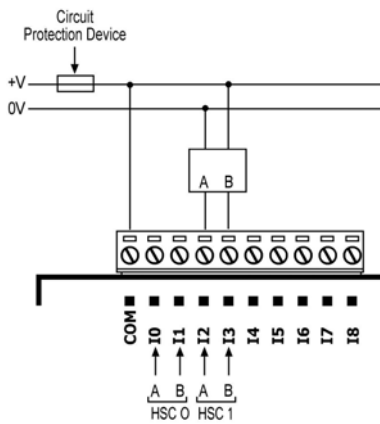 Circuit
Protection Device
+V
0V
A B
COM I0 I1 I2 I3 I4 I5 I6 I7 I8
A B A B
HSC 0 HSC 1